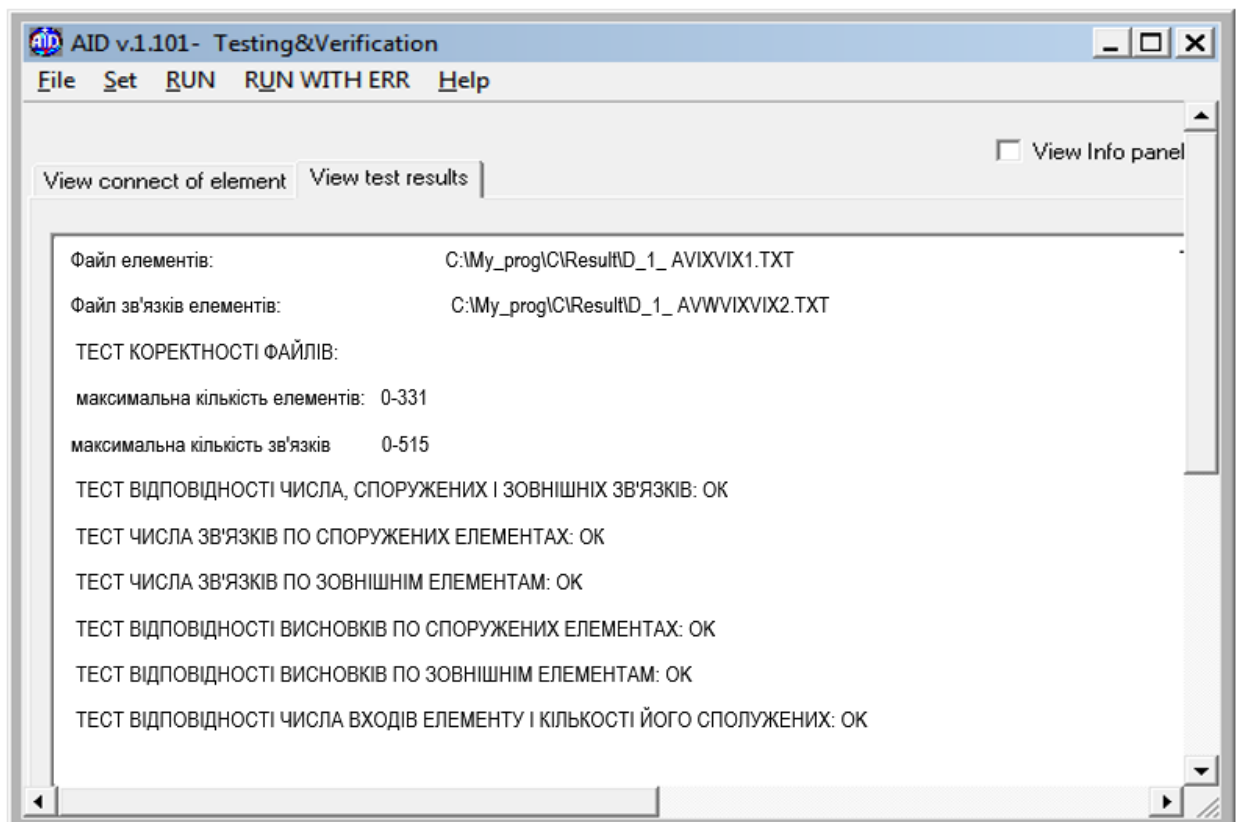 AID v.1.101- Testing&Verification
File Set RUN RUN WITH ERR Help
View Info panel
View connect of element View test results
Файл елементів: C:\My_prog\C\Result\D_1_ AVIXVIX1.TXT
Файл зв'язків елементів: C:\My_prog\C\Result\D_1_ AVWVIXVIX2.TXT
ТЕСТ КОРЕКТНОСТІ ФАЙЛІВ:
максимальна кількість елементів: 0-331
максимальна кількість зв'язків 0-515
ТЕСТ ВІДПОВІДНОСТІ ЧИСЛА, СПОРУЖЕНИХ І ЗОВНІШНІХ ЗВ'ЯЗКІВ: ОК
ТЕСТ ЧИСЛА ЗВ'ЯЗКІВ ПО СПОРУЖЕНИХ ЕЛЕМЕНТАХ: ОК
ТЕСТ ЧИСЛА ЗВ'ЯЗКІВ ПО ЗОВНІШНІМ ЕЛЕМЕНТАМ: ОК
ТЕСТ ВІДПОВІДНОСТІ ВИСНОВКІВ ПО СПОРУЖЕНИХ ЕЛЕМЕНТАХ: ОК
ТЕСТ ВІДПОВІДНОСТІ ВИСНОВКІВ ПО ЗОВНІШНІМ ЕЛЕМЕНТАМ: ОК
ТЕСТ ВІДПОВІДНОСТІ ЧИСЛА ВХОДІВ ЕЛЕМЕНТУ І КІЛЬКОСТІ ЙОГО СПОЛУЖЕНИХ: ОК